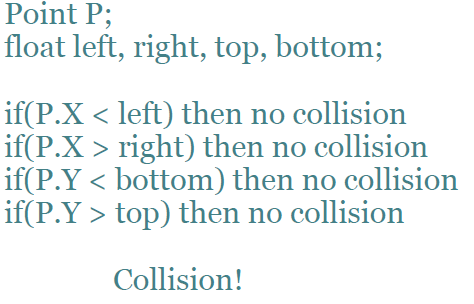 Point P;
float left, right, top, bottom;
if(P.X < left) then no collision
if(P.X > right) then no collision
if(P.Y < bottom) then no collision
if(P.Y > top) then no collision
Collision!